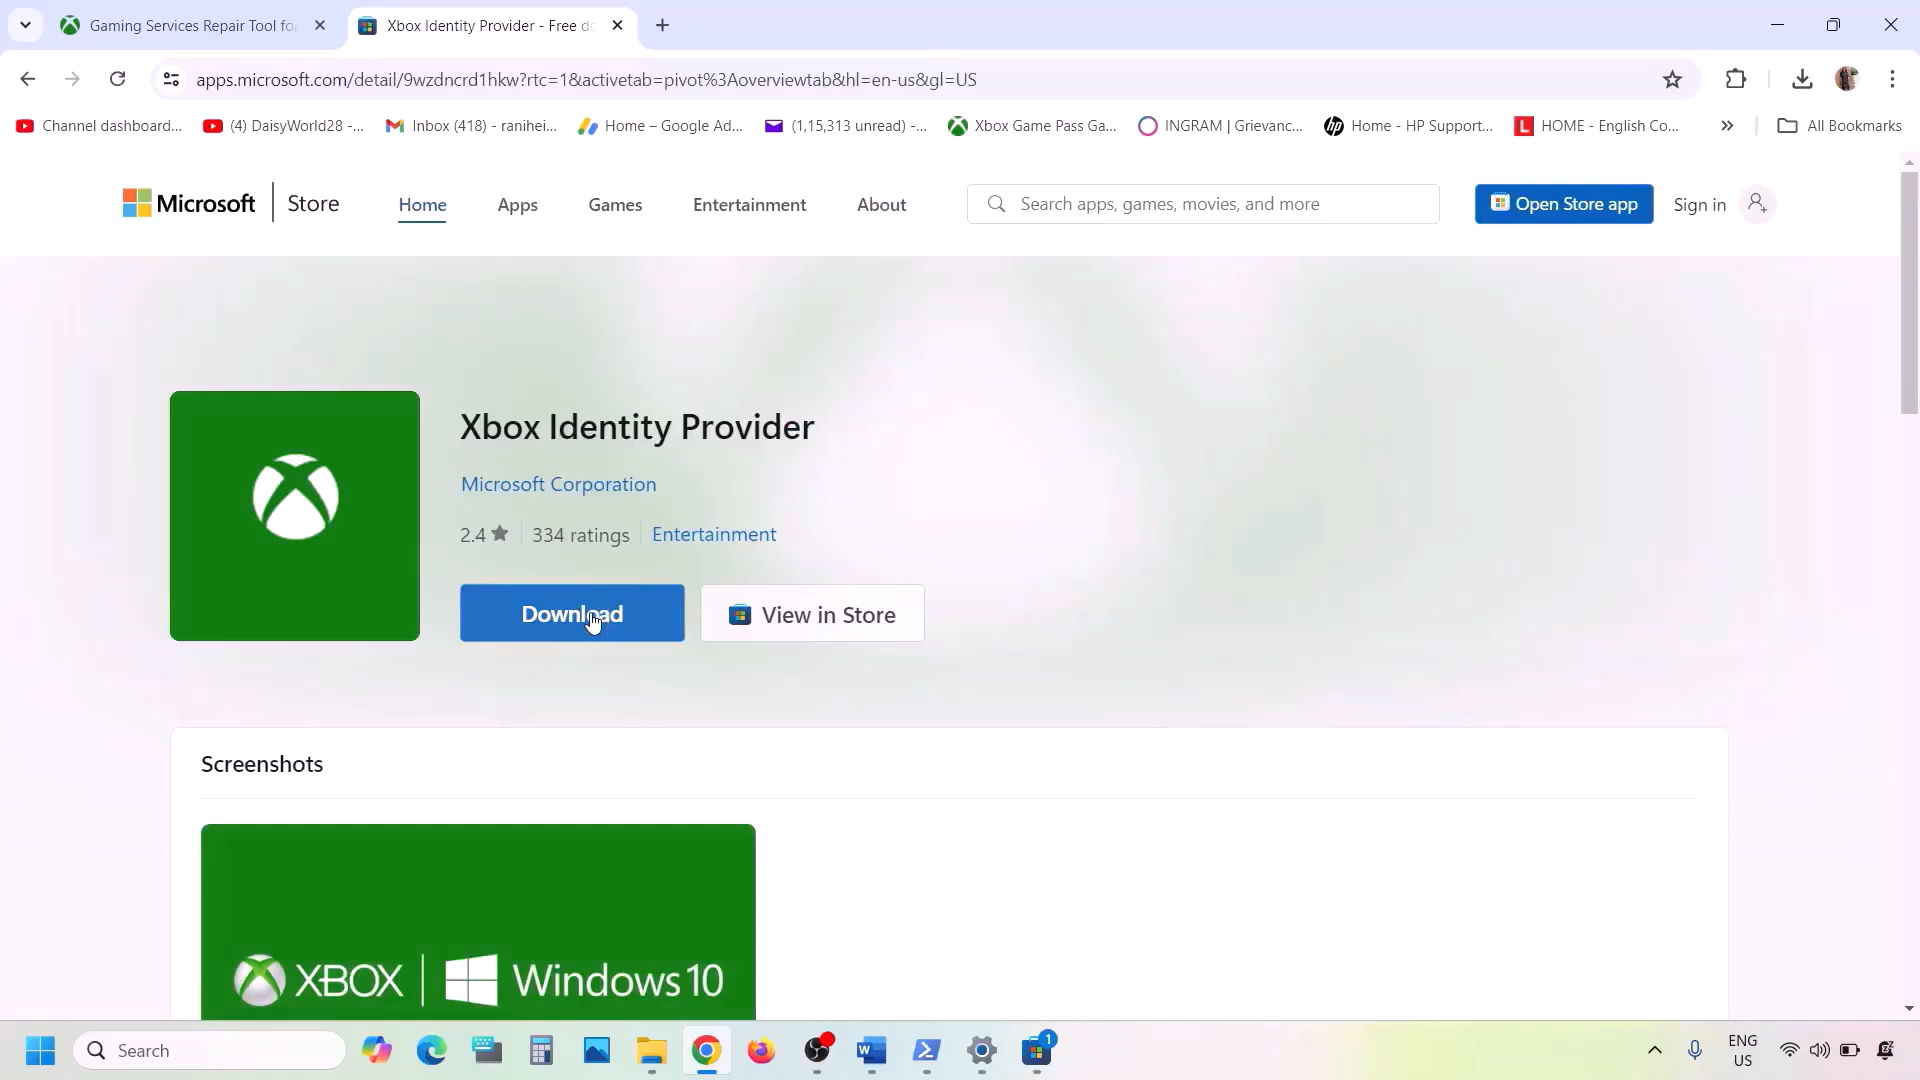 Gaming Services Repair Tool fo
Xbox Identity Provider - Free do
apps.microsoft.com/detail/9wzdncrd1hkw?rtc=1&activetab=pivot%3Aoverviewtab&hl=en-us&gl=US
Channel dashboard...
(4) DaisyWorld28 -...
Inbox (418) - ranihei...
Home – Google Ad...
(1,15,313 unread) -...
Xbox Game Pass Ga...
INGRAM | Grievanc...
Home - HP Support...
HOME - English Co...
All Bookmarks
Microsoft
Store
Home
Apps
Games
Entertainment
About
Search apps, games, movies, and more
Open Store app
Sign in
Xbox Identity Provider
Microsoft Corporation
2.4
334 ratings
Entertainment
Download
View in Store
Screenshots
XBOX
Windows 10
Search
1
ENG
US